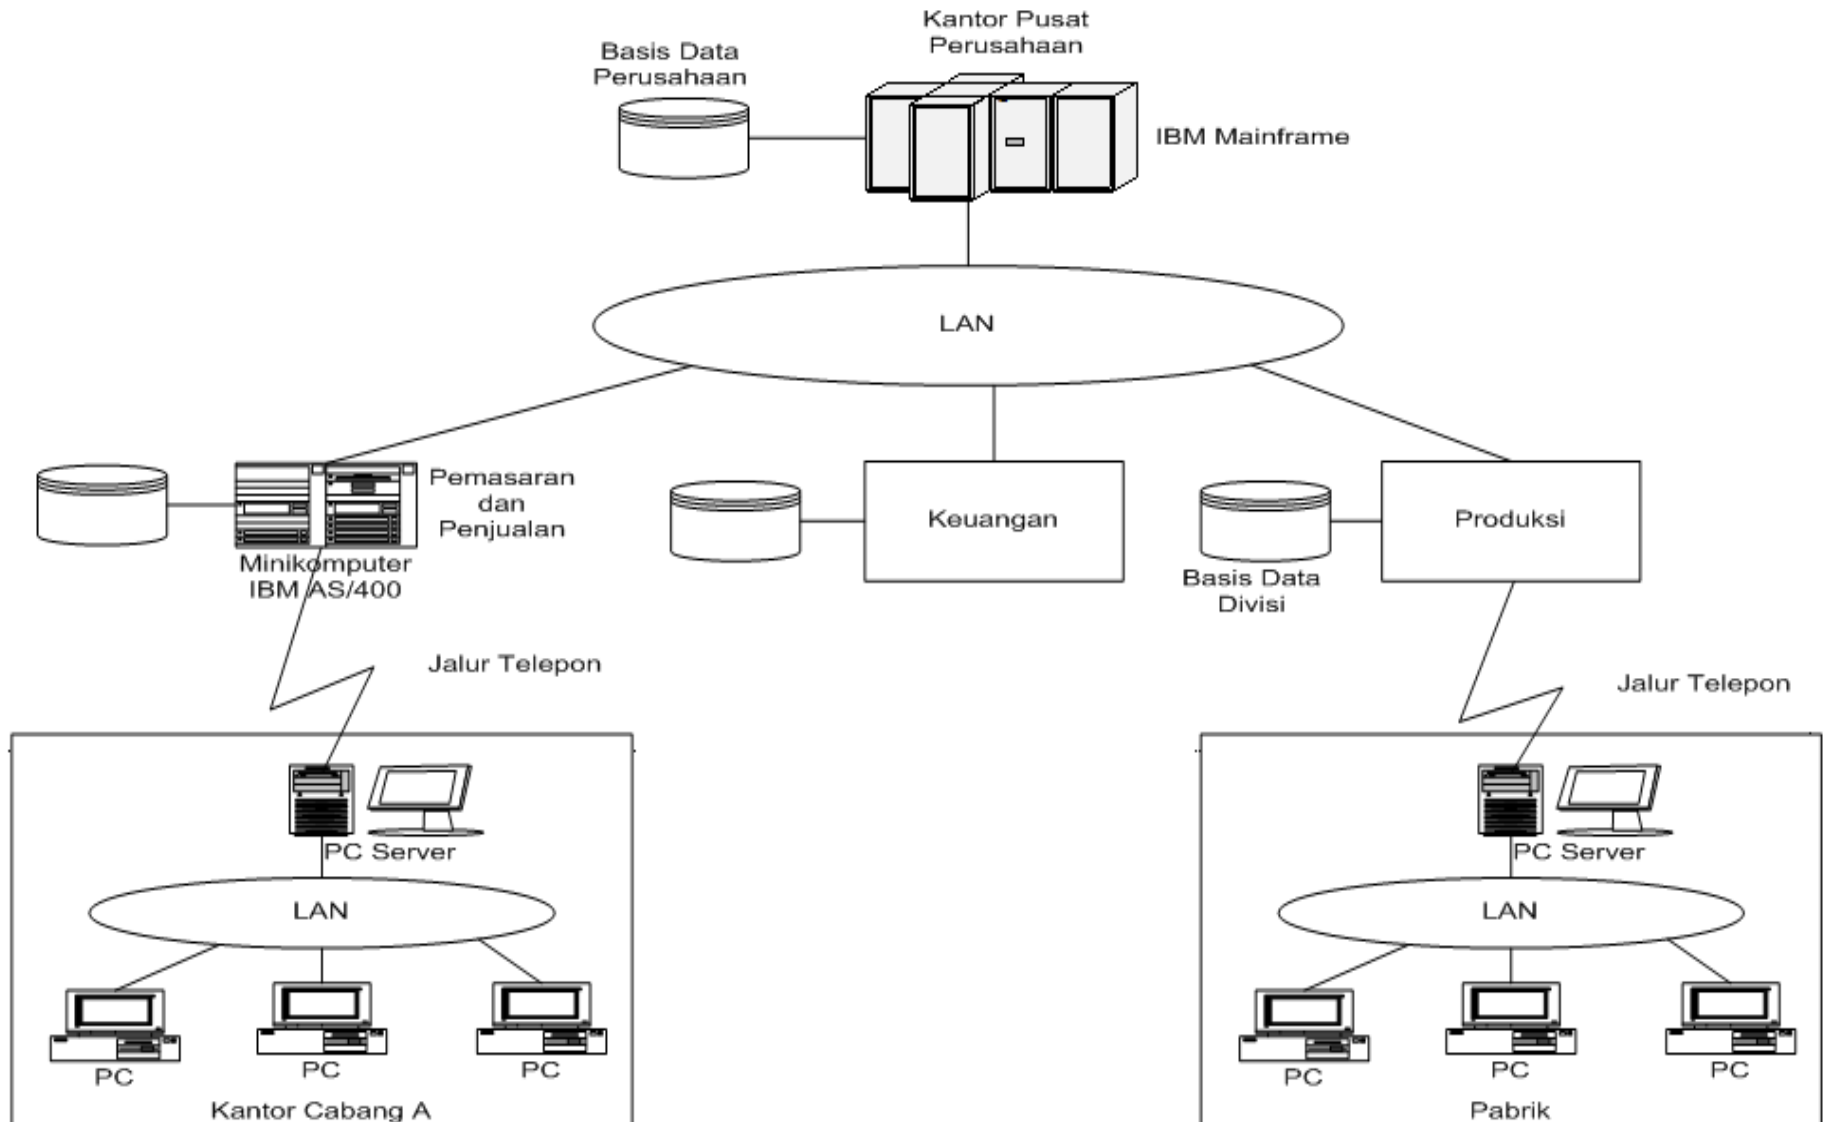 Kantor Pusat
Perusahaan
Basis Data
Perusahaan
IBM Mainframe
LAN
Pemasaran
dan
Penjualan
Minikomputer
IBM AS/400
Keuangan
Produksi
Basis Data
Divisi
Jalur Telepon
Jalur Telepon
PC Server
LAN
PC
PC
PC
Kantor Cabang A
PC Server
LAN
PC
PC
PC
Pabrik